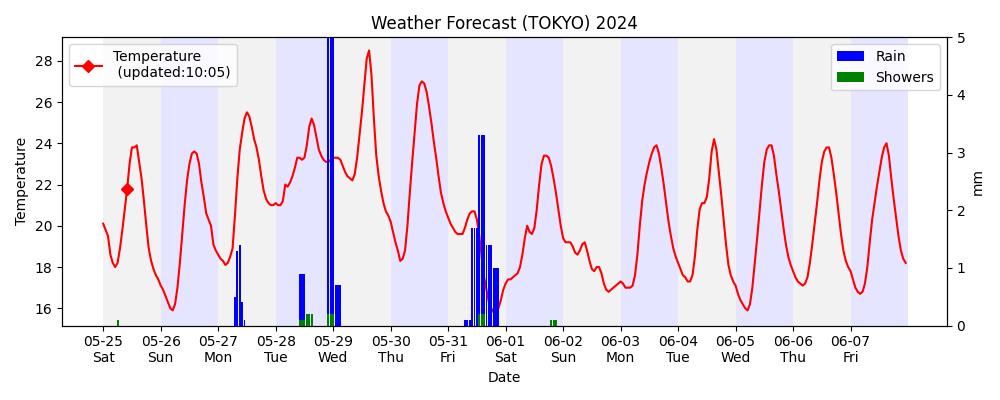 Weather Forecast (TOKYO) 2024
Temperature
(updated:10:05)
Rain
Showers
Temperature
28
26
24
22
20
18
16
5
4
3
2
1
0
mm
05-25 05-26 05-27 05-28 05-29 05-30 05-31 06-01 06-02 06-03 06-04 06-05 06-06 06-07
Sat Sun Mon Tue Wed Thu Fri Sat Sun Mon Tue Wed Thu Fri
Date